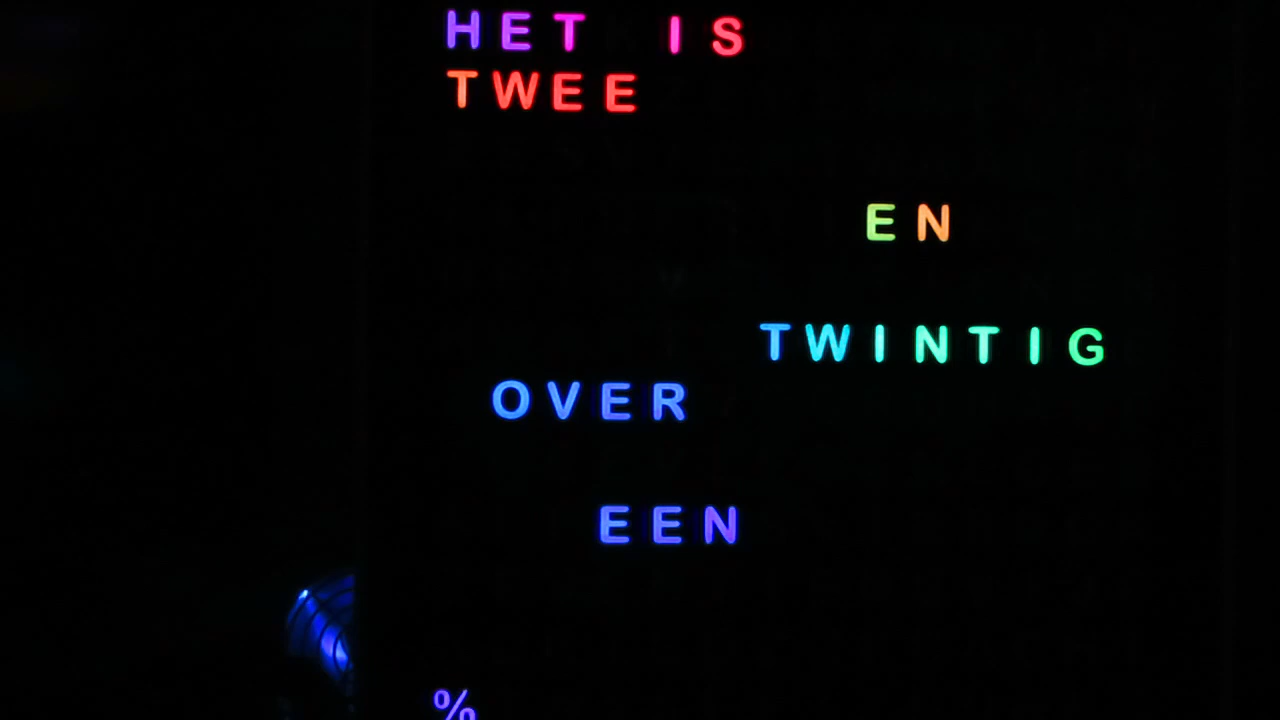 HET IS
TWEE
EN
TWINTIG
OVER
EEN
%